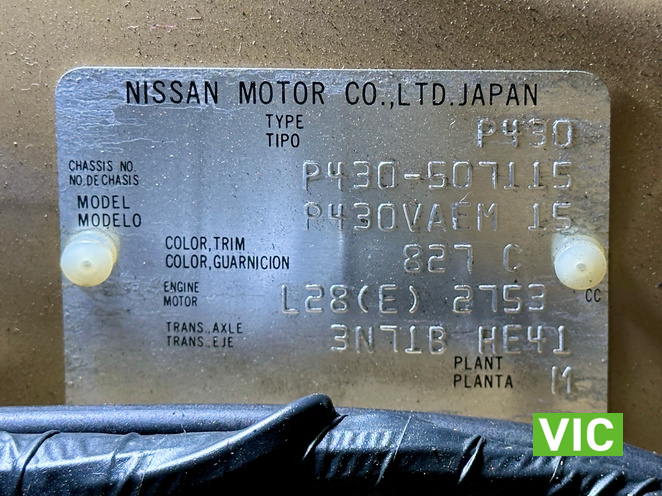 NISSAN MOTOR CO.,LTD.JAPAN
TYPE
TIPO P430
CHASSIS NO.
NO.DE CHASIS P430-507115
MODEL
MODELO R430VAEM 15
COLOR,TRIM
COLOR,GUARNICION 827 C
ENGINE
MOTOR L28(E) 2753 CC
TRANS.,AXLE
TRANS.,EJE 3N71B HE41
PLANT
PLANTA M
VIC